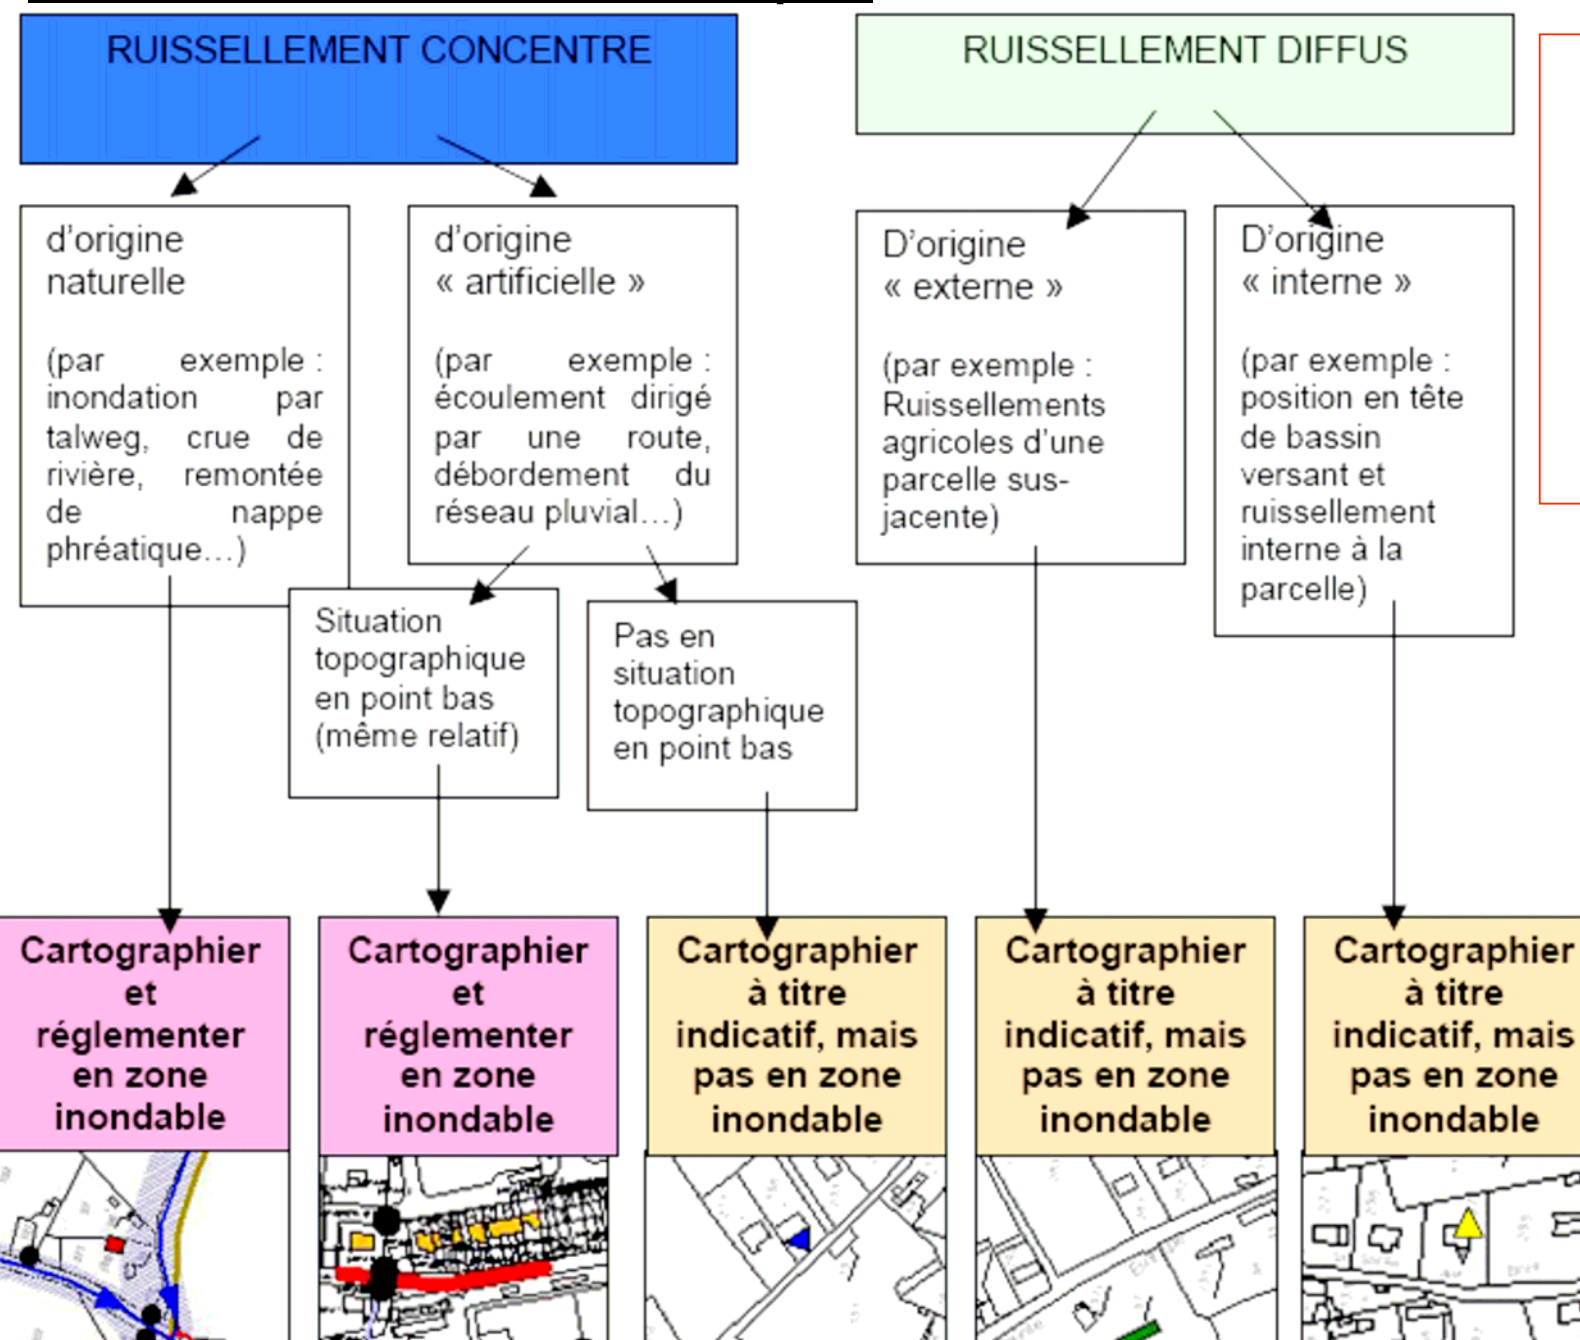 RUISSELLEMENT CONCENTRE
RUISSELLEMENT DIFFUS
d’origine
naturelle
(par exemple :
inondation par
talweg, crue de
rivière, remontée
de nappe
phréatique…)
d’origine
« artificielle »
(par exemple :
écoulement dirigé
par une route,
débordement du
réseau pluvial…)
D’origine
« externe »
(par exemple :
Ruissellements
agricoles d’une
parcelle sus-
jacente)
D’origine
« interne »
(par exemple :
position en tête
de bassin
versant et
ruissellement
interne à la
parcelle)
Situation
topographique
en point bas
(même relatif)
Pas en
situation
topographique
en point bas
Cartographier
et
réglementer
en zone
inondable
Cartographier
et
réglementer
en zone
inondable
Cartographier
à titre
indicatif, mais
pas en zone
inondable
Cartographier
à titre
indicatif, mais
pas en zone
inondable
Cartographier
à titre
indicatif, mais
pas en zone
inondable